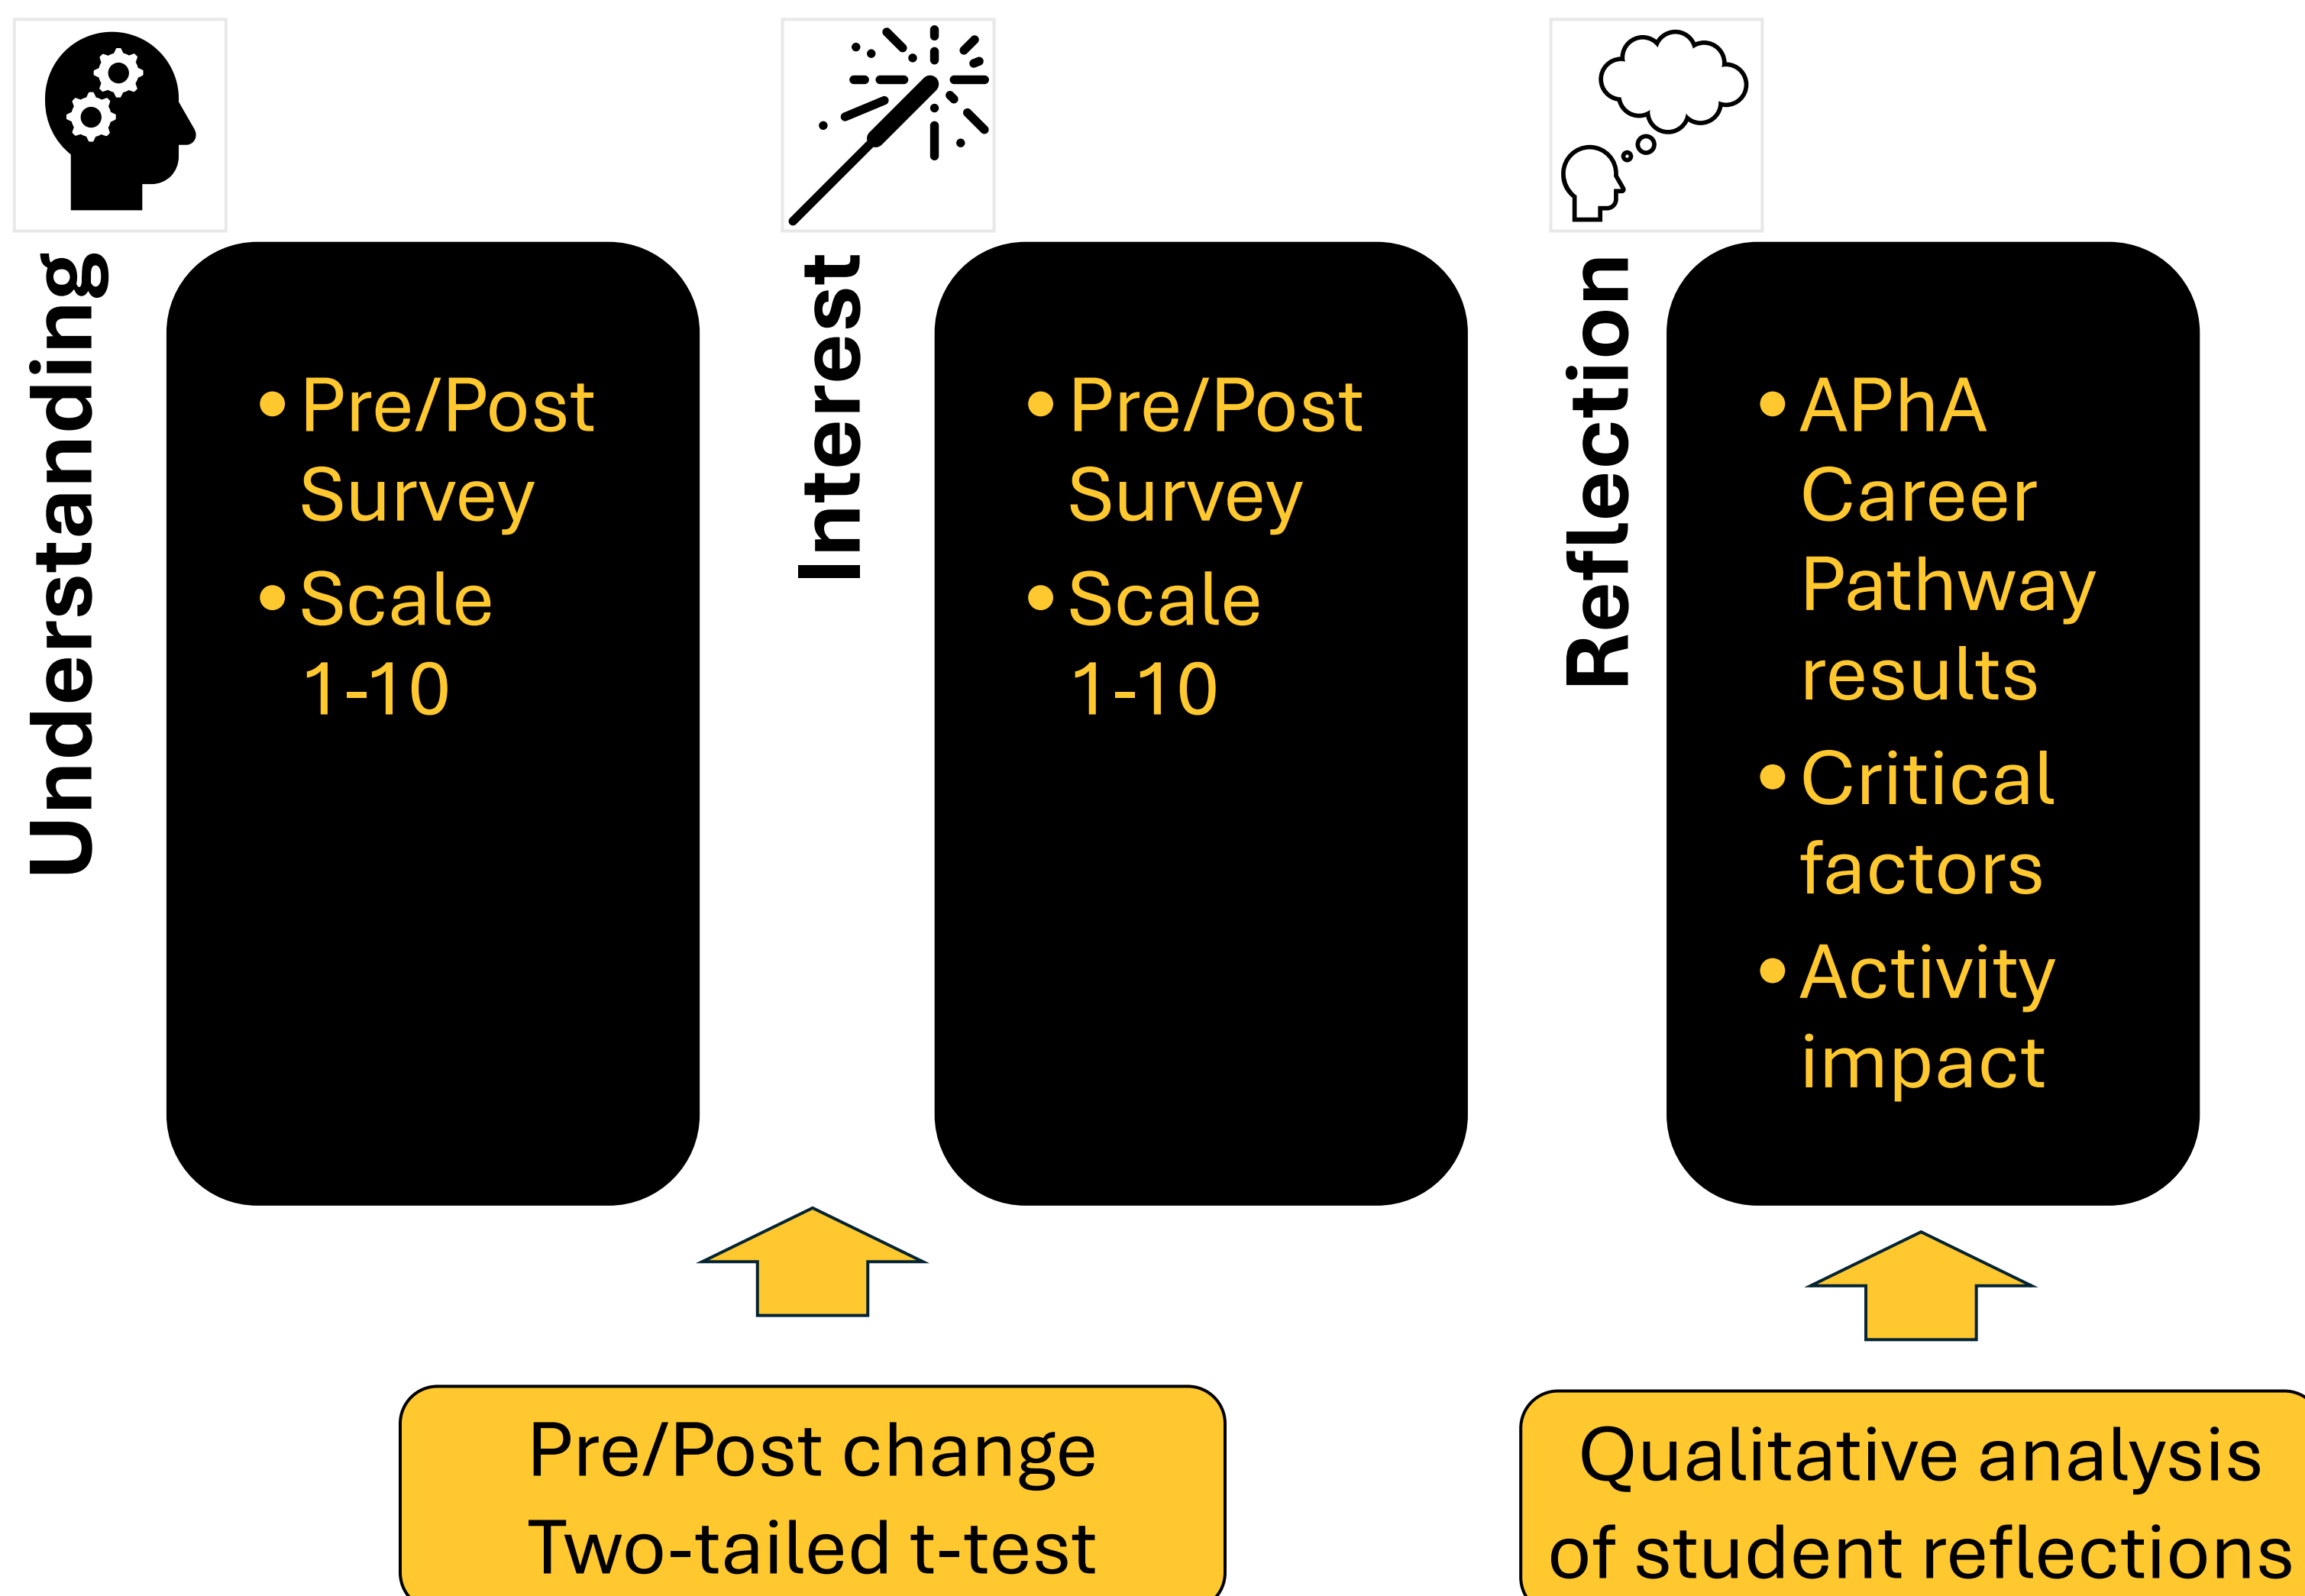 Understanding
• Pre/Post
Survey
• Scale
1-10
Interest
• Pre/Post
Survey
• Scale
1-10
Reflection
• APhA
Career
Pathway
results
• Critical
factors
• Activity
impact
Pre/Post change
Two-tailed t-test
Qualitative analysis
of student reflections